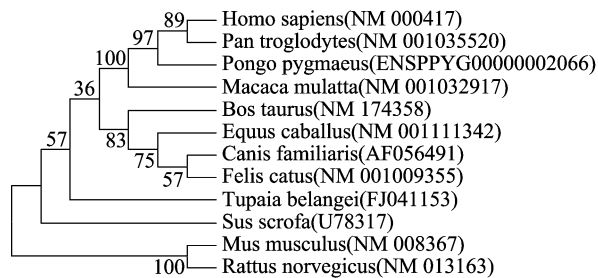 89 Homo sapiens(NM 000417)
97 Pan troglodytes(NM 001035520)
100 Pongo pygmaeus(ENSPPYG00000002066)
36 Macaca mulatta(NM 001032917)
Bos taurus(NM 174358)
57 83 Equus caballus(NM 001111342)
75 Canis familiaris(AF056491)
57 Felis catus(NM 001009355)
Tupaia belangei(FJ041153)
Sus scrofa(U78317)
Mus musculus(NM 008367)
100 Rattus norvegicus(NM 013163)